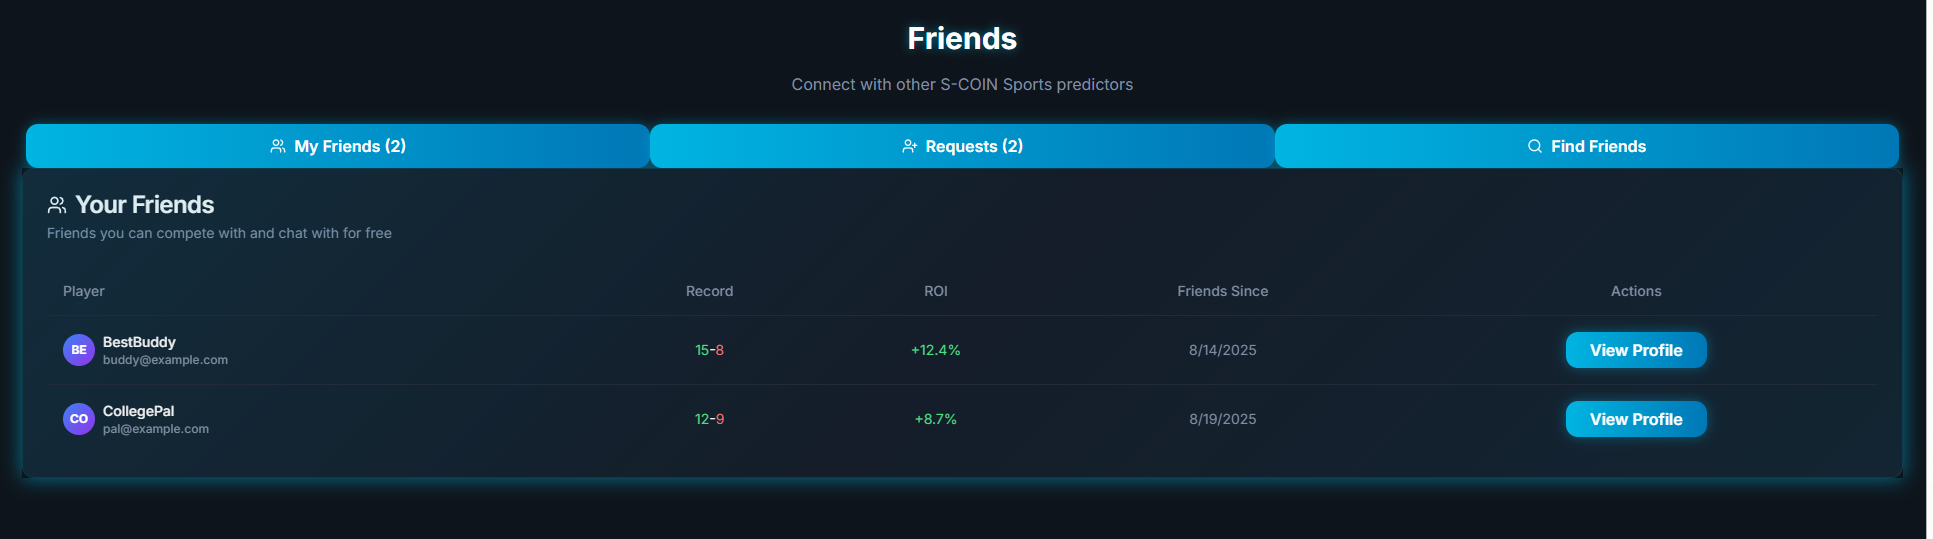 Friends
Connect with other S-COIN Sports predictors
My Friends (2) Requests (2) Find Friends
Your Friends
Friends you can compete with and chat with for free
Player Record ROI Friends Since Actions
BE BestBuddy 15-8 +12.4% 8/14/2025 View Profile
buddy@example.com
CO CollegePal 12-9 +8.7% 8/19/2025 View Profile
pal@example.com